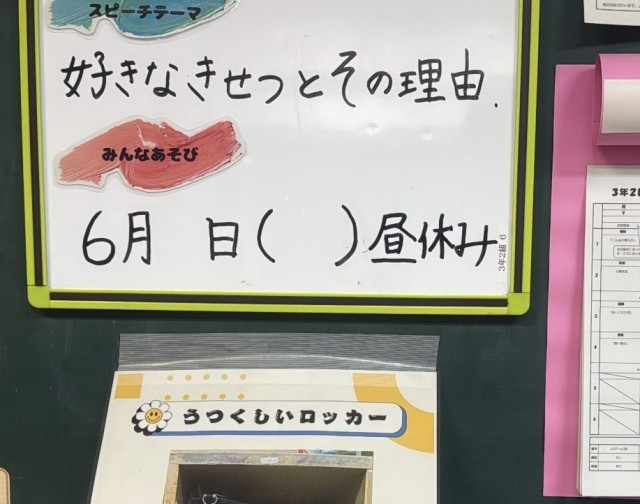 スピーチテーマ
好きなきせつとその理由.
みんなあそび
6月 日( )昼休み
3年2組 6
うつくしいロッカー